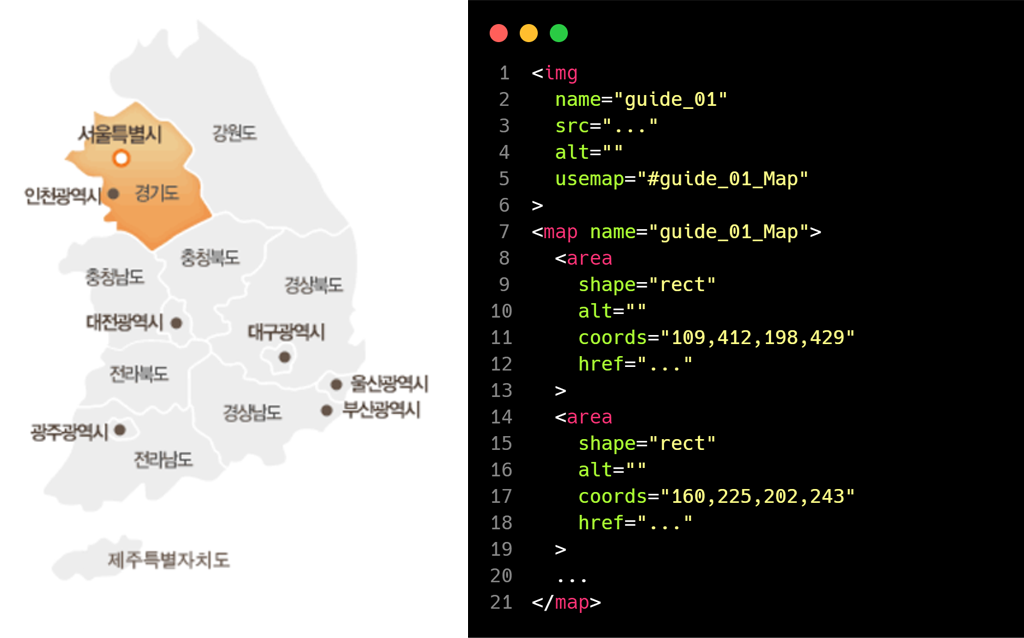 서울특별시
강원도
인천광역시
경기도
충청북도
충청남도
경상북도
대전광역시
대구광역시
전라북도
울산광역시
경상남도
부산광역시
광주광역시
전라남도
제주특별자치도
1 <img
2 name="guide_01"
3 src="..."
4 alt=""
5 usemap="#guide_01_Map"
6 >
7 <map name="guide_01_Map">
8 <area
9 shape="rect"
10 alt=""
11 coords="109,412,198,429"
12 href="..."
13 >
14 <area
15 shape="rect"
16 alt=""
17 coords="160,225,202,243"
18 href="..."
19 >
20 ...
21 </map>